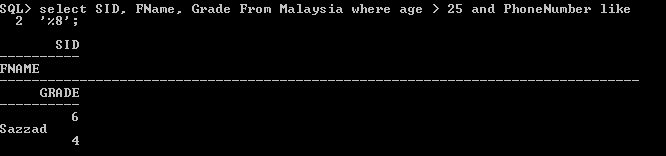 SQL> select SID, FName, Grade From Malaysia where age > 25 and PhoneNumber like
2 '%8';
SID
----------
FNAME
--------------------------------------------------------------------------------
GRADE
----------
6
Sazzad
4